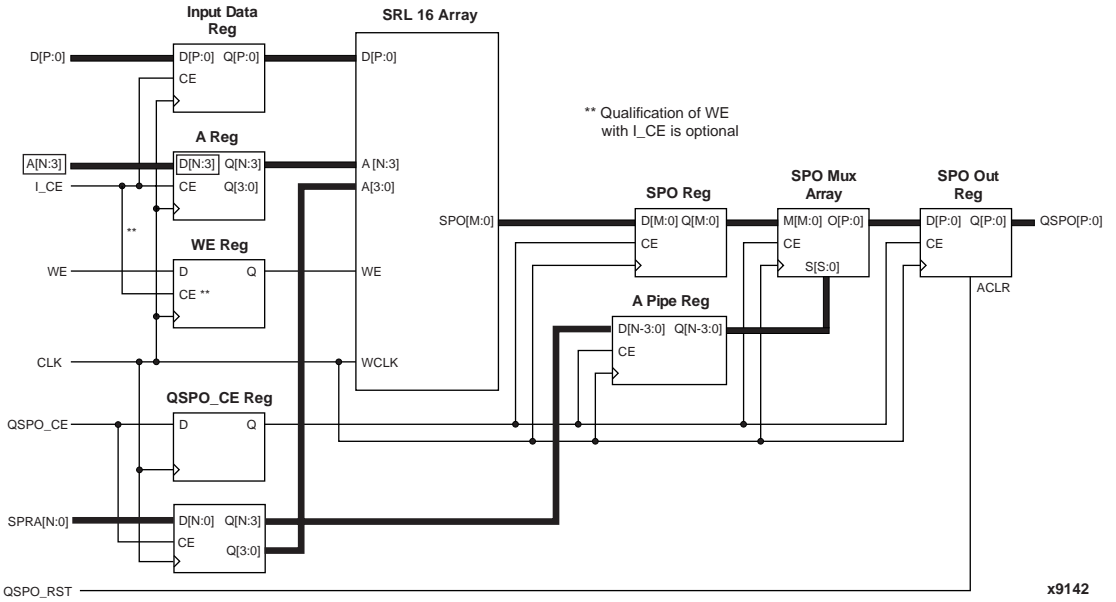 Input Data
Reg
SRL 16 Array
D[P:0]
D[P:0] Q[P:0]
D[P:0]
CE
** Qualification of WE
with I_CE is optional
A Reg
A[N:3]
D[N:3] Q[N:3]
A [N:3]
I_CE
CE Q[3:0]
A[3:0]
SPO Reg
SPO Mux
Array
SPO Out
Reg
SPO[M:0]
D[M:0] Q[M:0]
M[M:0] O[P:0]
D[P:0] Q[P:0]
QSPO[P:0]
**
CE
CE
CE
WE Reg
WE
D Q
WE
S[S:0]
CE **
ACLR
A Pipe Reg
D[N-3:0] Q[N-3:0]
CE
CLK
WCLK
QSPO_CE Reg
QSPO_CE
D Q
SPRA[N:0]
D[N:0] Q[N:3]
CE
Q[3:0]
QSPO_RST
x9142